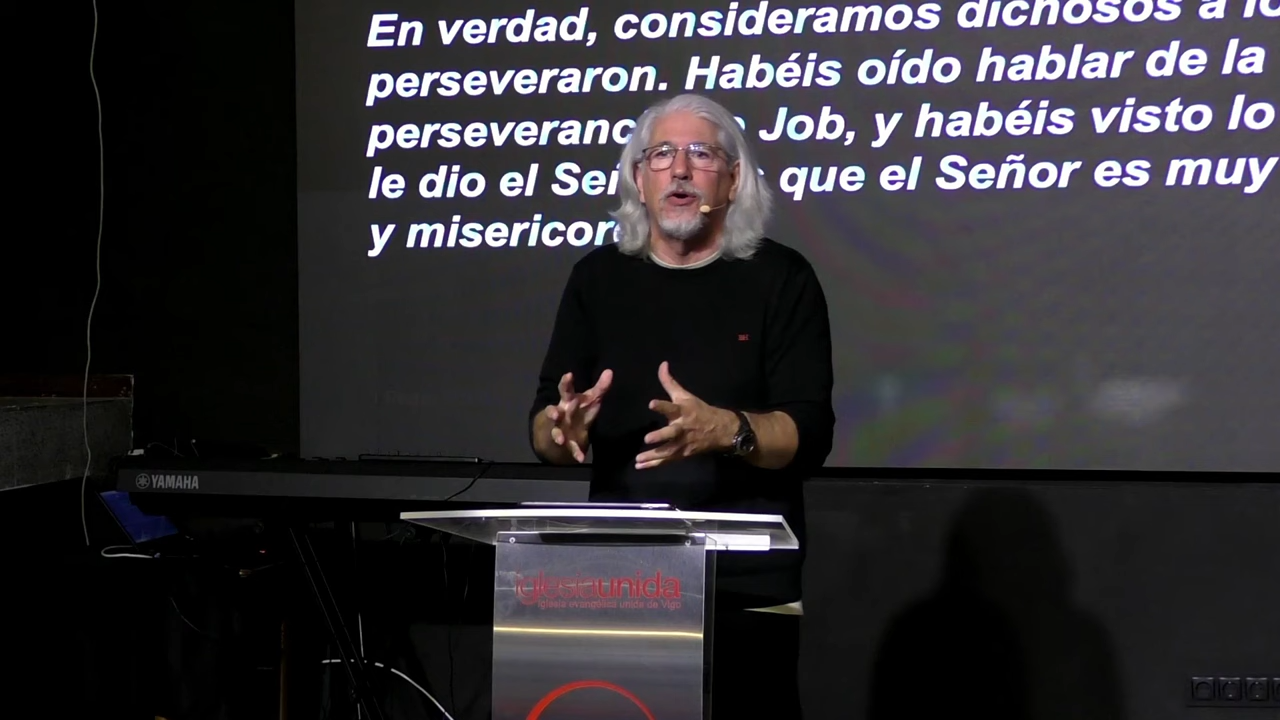 En verdad, consideramos dichosos a lo
perseveraron. Habéis oído hablar de la
perseveranc Job, y habéis visto lo
le dio el Señ que el Señor es muy
y misericor
YAMAHA
iglesiaunida
iglesia evangélica unida de Vigo